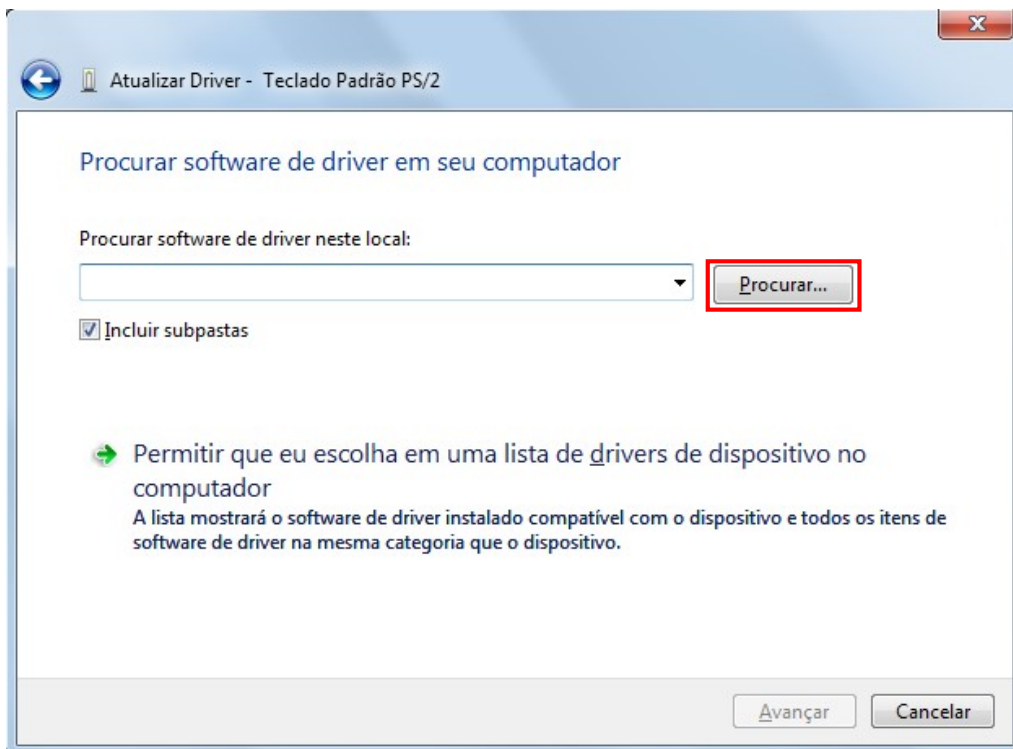 Atualizar Driver - Teclado Padrão PS/2
Procurar software de driver em seu computador
Procurar software de driver neste local:
Procurar...
Incluir subpastas
Permitir que eu escolha em uma lista de drivers de dispositivo no
computador
A lista mostrará o software de driver instalado compatível com o dispositivo e todos os itens de
software de driver na mesma categoria que o dispositivo.
Avançar
Cancelar